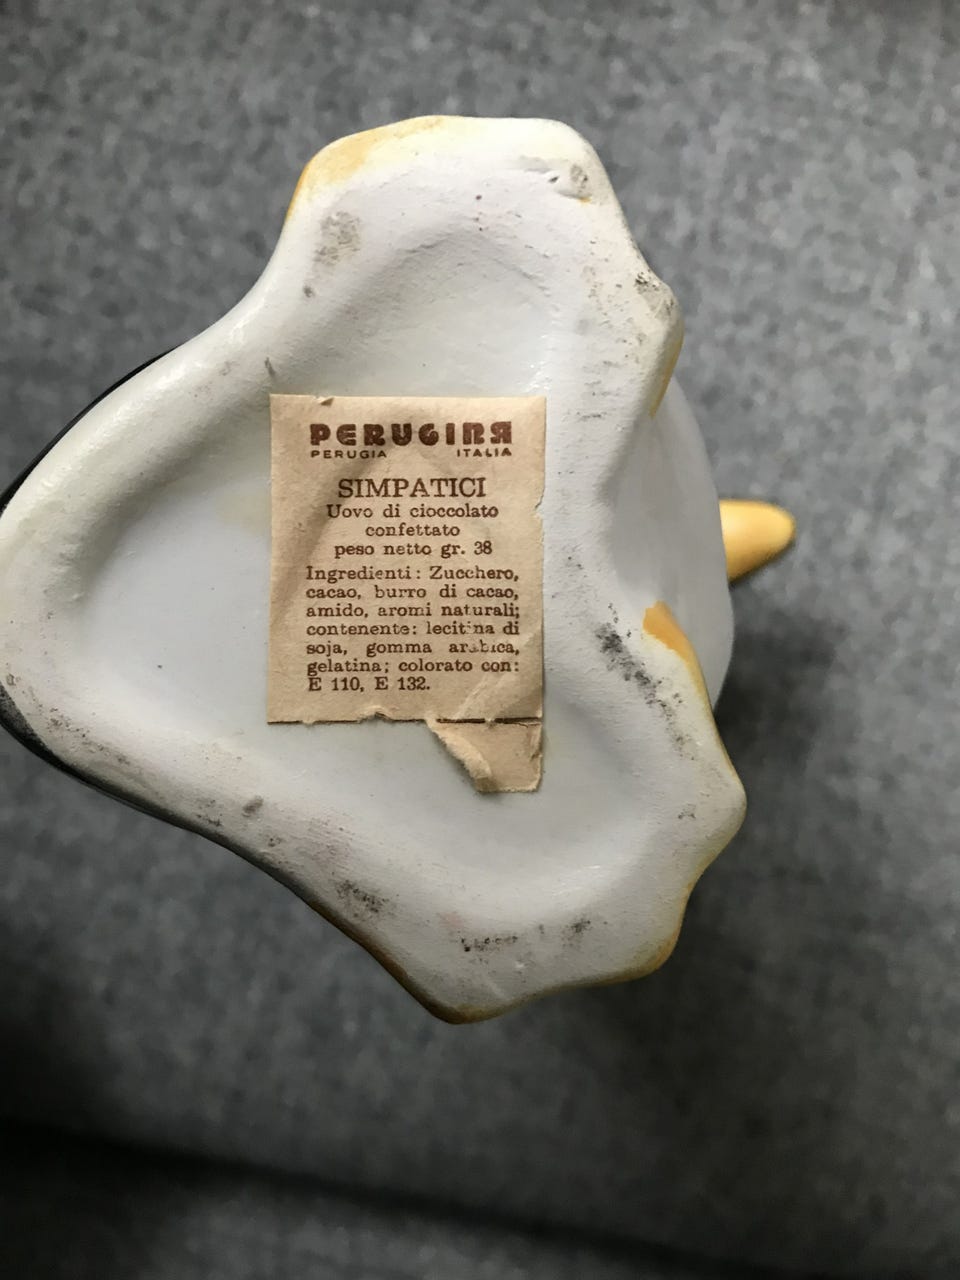 PERUGINA
PERUGIA ITALIA
SIMPATICI
Uovo di cioccolato
confettato
peso netto gr. 38
Ingredienti: Zucchero,
cacao, burro di cacao,
amido, aromi naturali;
contenente: lecitina di
soja, gomma arabica,
gelatina; colorato con:
E 110, E 132.